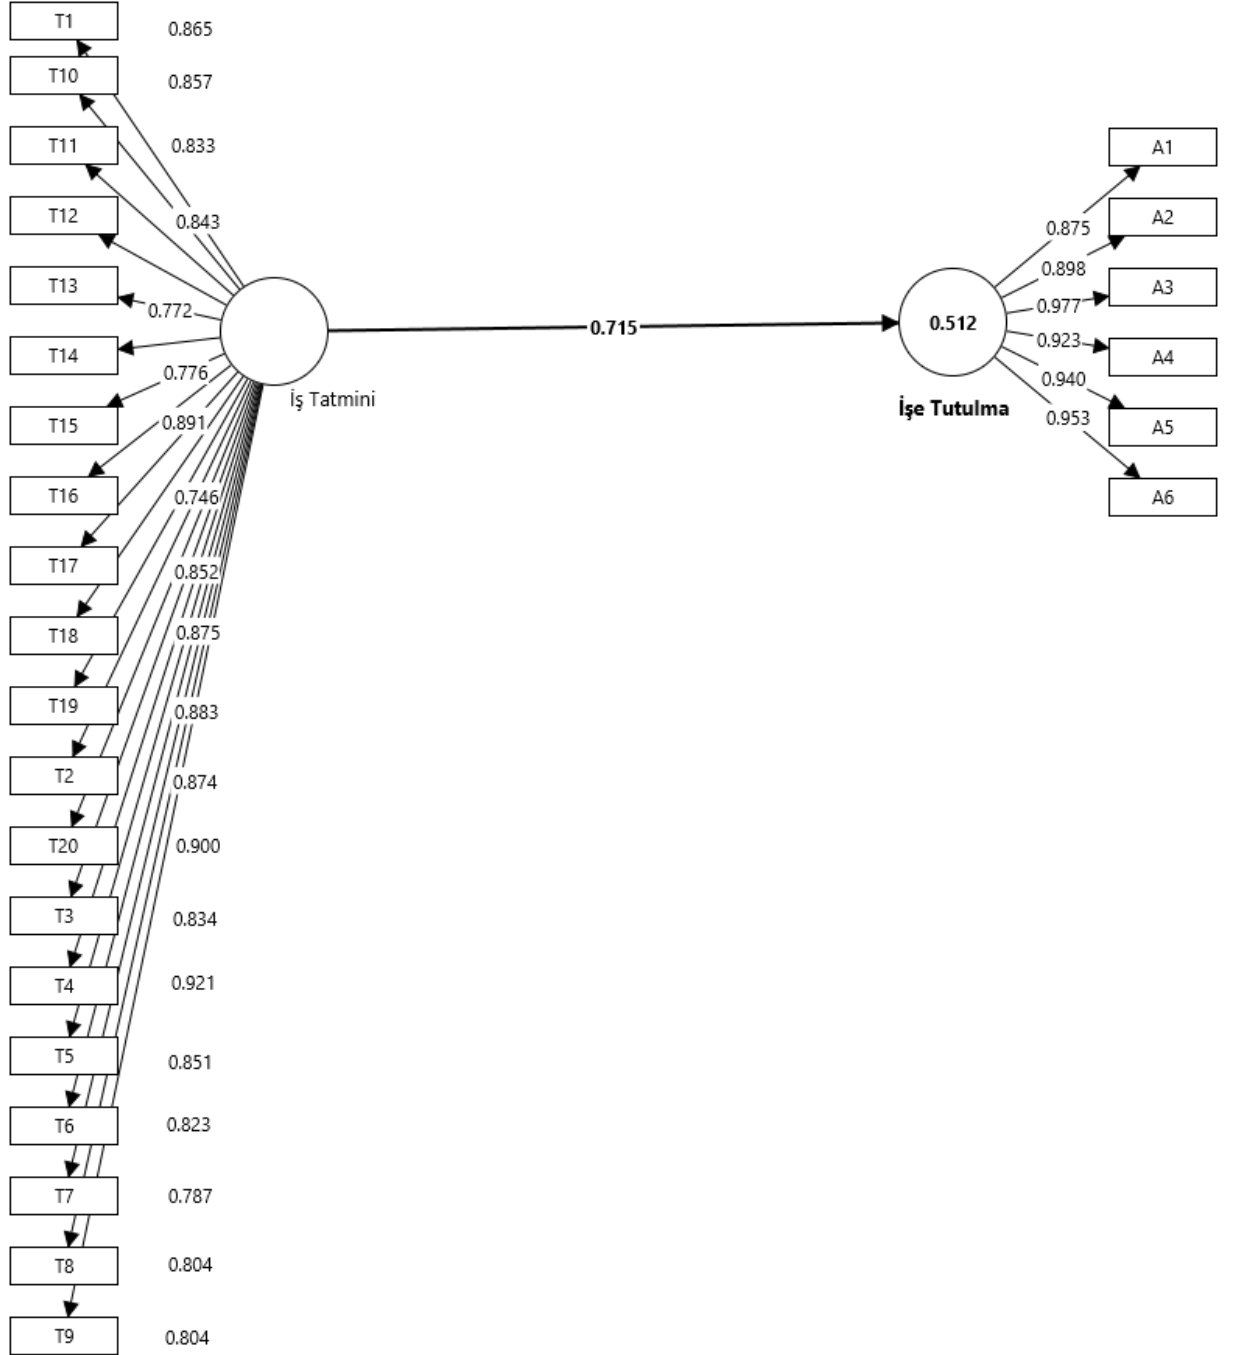 T1 0.865
T10 0.857
T11 0.833
T12 0.843
T13 0.772
T14 0.776
T15 0.891
T16 0.746
T17 0.852
T18 0.875
T19 0.883
T2 0.874
T20 0.900
T3 0.834
T4 0.921
T5 0.851
T6 0.823
T7 0.787
T8 0.804
T9 0.804
İş Tatmini
0.715
0.512
İşe Tutulma
0.875 A1
0.898 A2
0.977 A3
0.923 A4
0.940 A5
0.953 A6